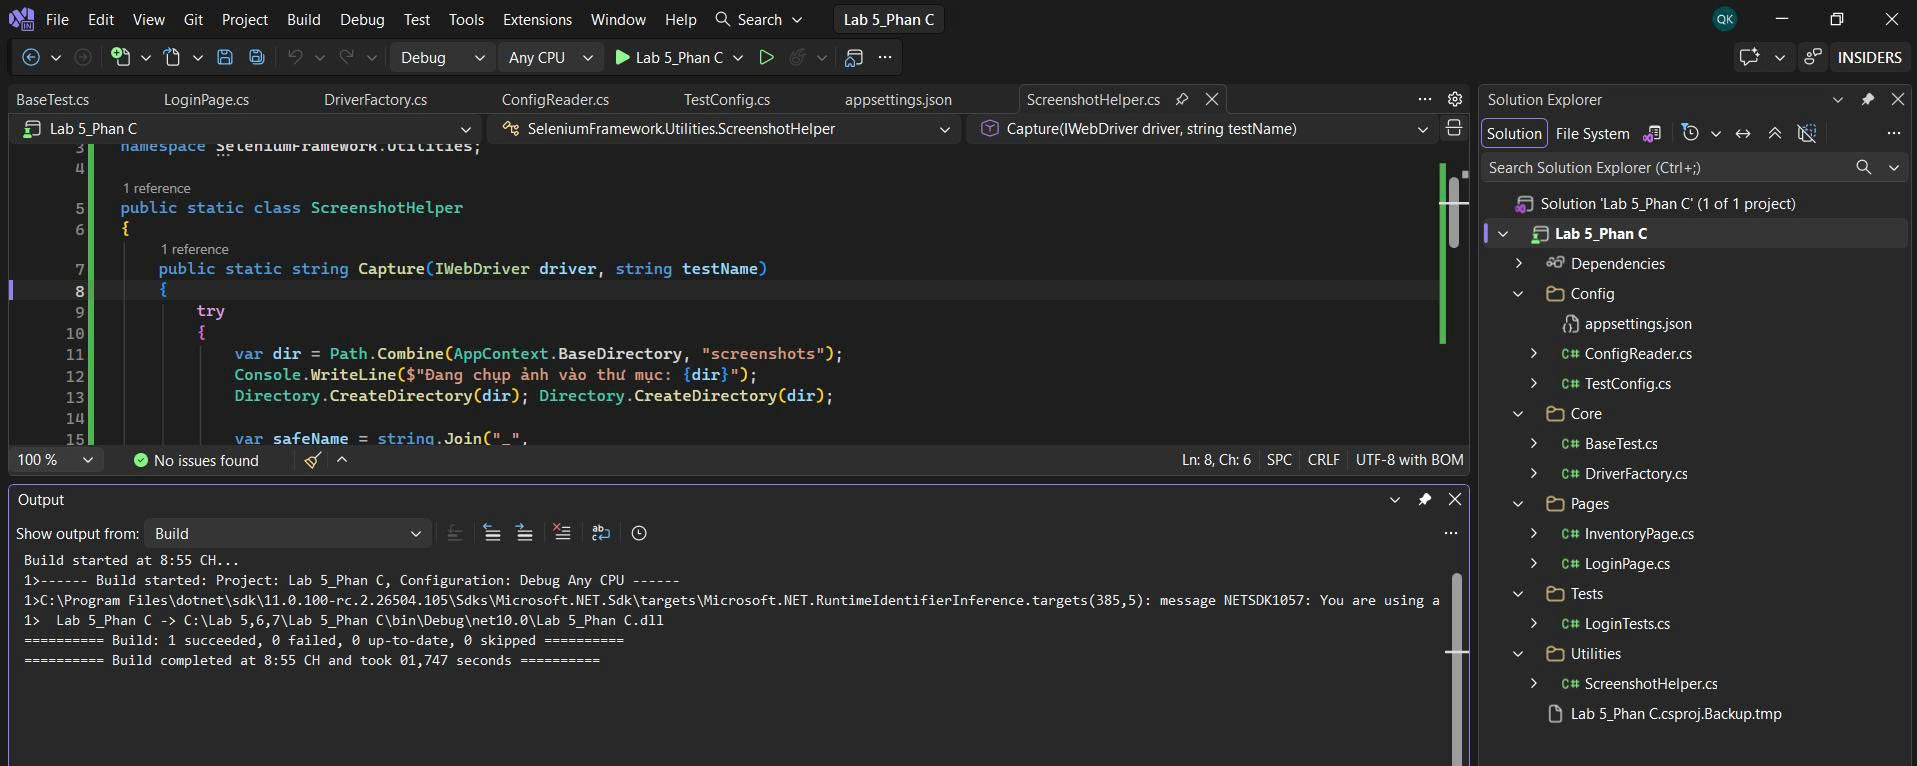 File Edit View Git Project Build Debug Test Tools Extensions Window Help Search Lab 5_Phan C QK
Debug Any CPU Lab 5_Phan C INSIDERS
BaseTest.cs LoginPage.cs DriverFactory.cs ConfigReader.cs TestConfig.cs appsettings.json ScreenshotHelper.cs
Lab 5_Phan C SeleniumFramework.Utilities.ScreenshotHelper Capture(IWebDriver driver, string testName)
3 namespace SeleniumFramework.Utilities;
4
1 reference
5 public static class ScreenshotHelper
6 {
1 reference
7 public static string Capture(IWebDriver driver, string testName)
8 {
9 try
10 {
11 var dir = Path.Combine(AppContext.BaseDirectory, "screenshots");
12 Console.WriteLine($"Đang chụp ảnh vào thư mục: {dir}");
13 Directory.CreateDirectory(dir); Directory.CreateDirectory(dir);
14
15 var safeName = string.Join("_",
100 % No issues found Ln: 8, Ch: 6 SPC CRLF UTF-8 with BOM
Output
Show output from: Build
Build started at 8:55 CH...
1>------ Build started: Project: Lab 5_Phan C, Configuration: Debug Any CPU ------
1>C:\Program Files\dotnet\sdk\11.0.100-rc.2.26504.105\Sdks\Microsoft.NET.Sdk\targets\Microsoft.NET.RuntimeIdentifierInference.targets(385,5): message NETSDK1057: You are using a
1>  Lab 5_Phan C -> C:\Lab 5,6,7\Lab 5_Phan C\bin\Debug\net10.0\Lab 5_Phan C.dll
========== Build: 1 succeeded, 0 failed, 0 up-to-date, 0 skipped ==========
========== Build completed at 8:55 CH and took 01,747 seconds ==========
Solution Explorer
Solution File System
Search Solution Explorer (Ctrl+;)
Solution 'Lab 5_Phan C' (1 of 1 project)
Lab 5_Phan C
Dependencies
Config
appsettings.json
C# ConfigReader.cs
C# TestConfig.cs
Core
C# BaseTest.cs
C# DriverFactory.cs
Pages
C# InventoryPage.cs
C# LoginPage.cs
Tests
C# LoginTests.cs
Utilities
C# ScreenshotHelper.cs
Lab 5_Phan C.csproj.Backup.tmp